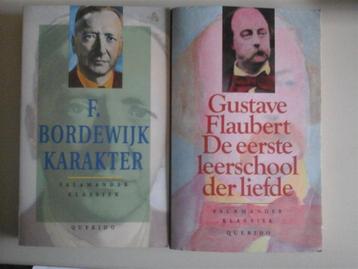 F.
BORDEWIJK
KARAKTER
SALAMANDER
KLASSIEK
QUERIDO
Gustave
Flaubert
De eerste
leerschool
der liefde
SALAMANDER
KLASSIEK
QUERIDO